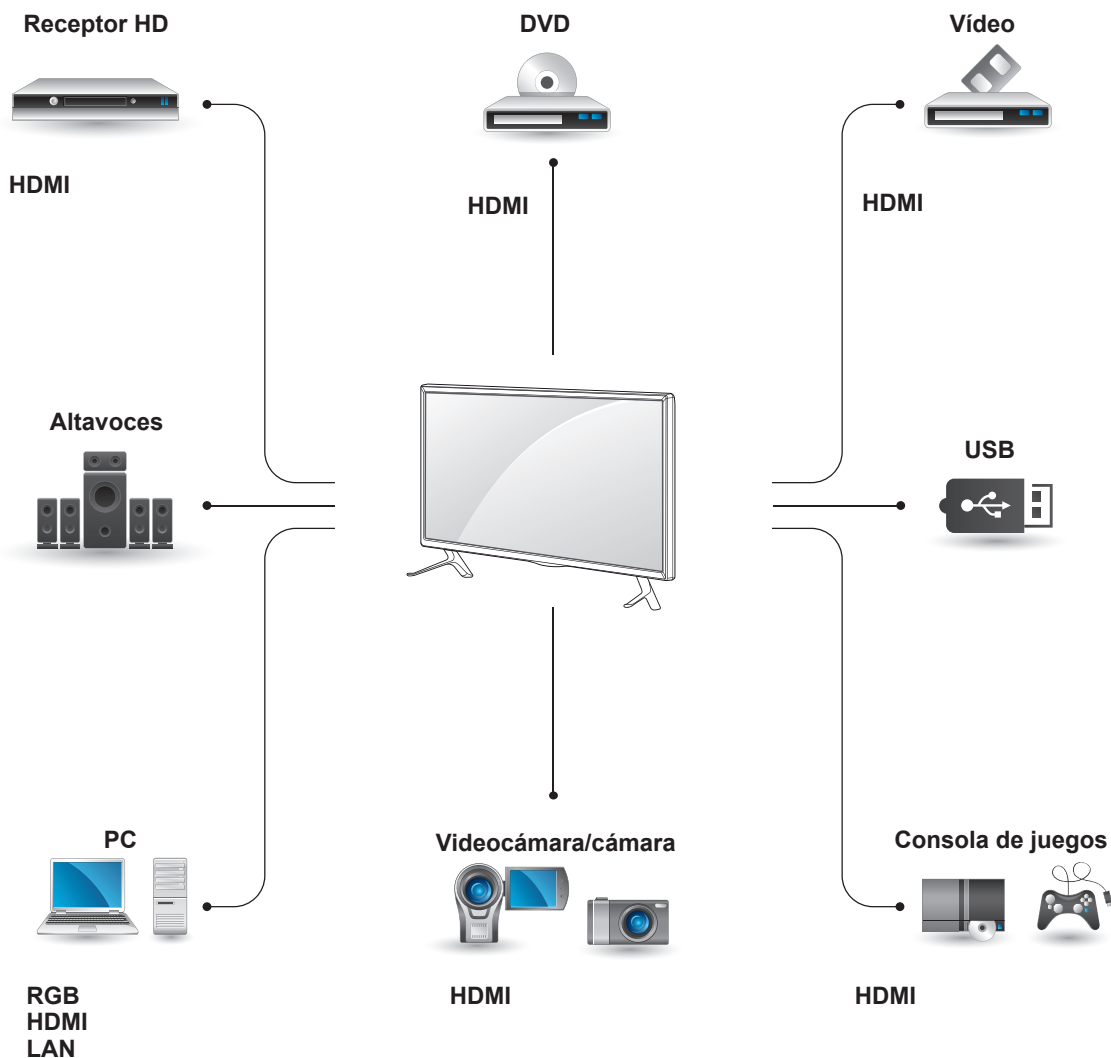 Receptor HD
DVD
Vídeo
HDMI
HDMI
HDMI
Altavoces
USB
PC
Videocámara/cámara
Consola de juegos
RGB
HDMI
LAN
HDMI
HDMI